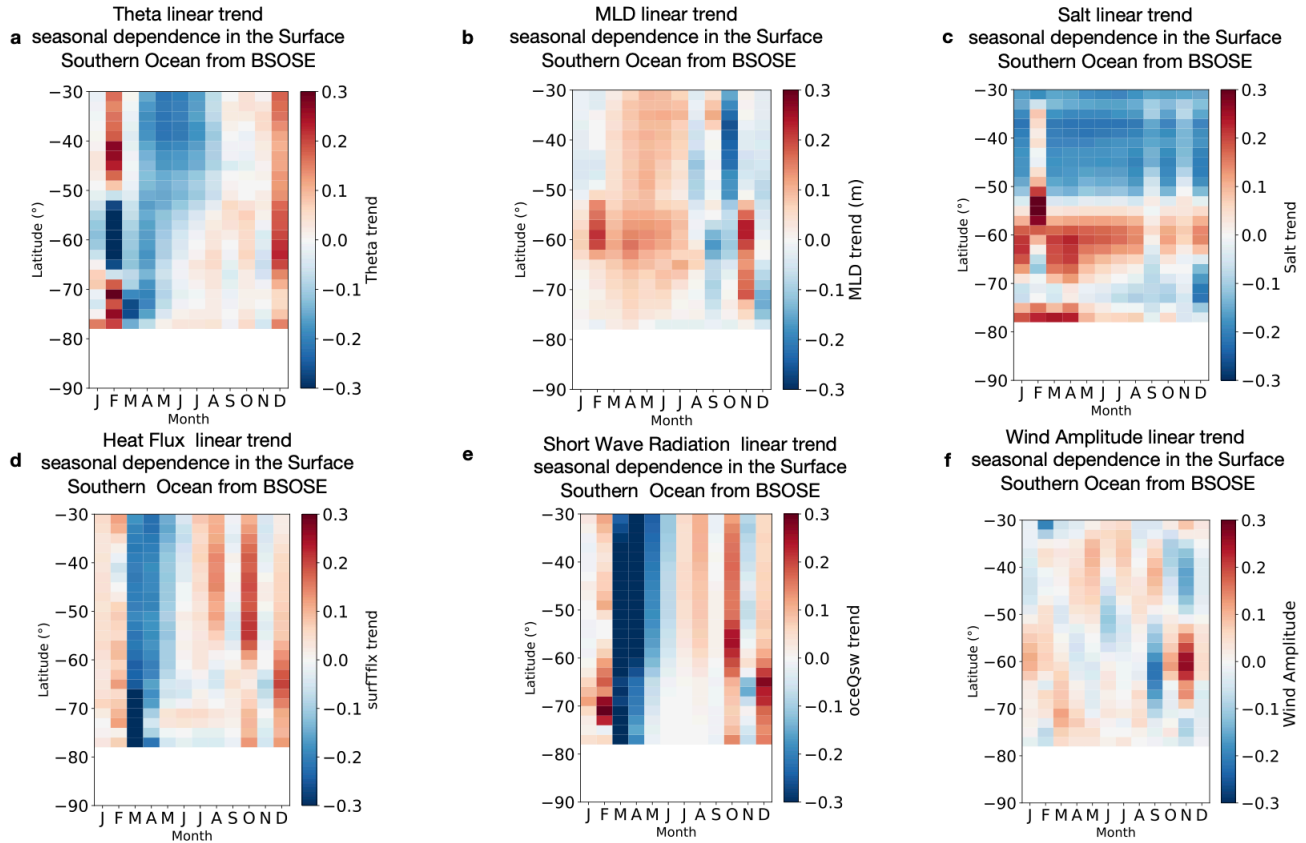 a
Theta linear trend
seasonal dependence in the Surface
Southern Ocean from BSOSE
−30
−40
−50
−60
−70
−80
−90
Latitude (°)
J F M A M J J A S O N D
Month
0.3
0.2
0.1
0.0
−0.1
−0.2
−0.3
Theta trend
b
MLD linear trend
seasonal dependence in the Surface
Southern Ocean from BSOSE
−30
−40
−50
−60
−70
−80
−90
Latitude (°)
J F M A M J J A S O N D
Month
0.3
0.2
0.1
0.0
−0.1
−0.2
−0.3
MLD trend (m)
c
Salt linear trend
seasonal dependence in the Surface
Southern Ocean from BSOSE
−30
−40
−50
−60
−70
−80
−90
Latitude (°)
J F M A M J J A S O N D
Month
0.3
0.2
0.1
0.0
−0.1
−0.2
−0.3
Salt trend
d
Heat Flux linear trend
seasonal dependence in the Surface
Southern Ocean from BSOSE
−30
−40
−50
−60
−70
−80
−90
Latitude (°)
J F M A M J J A S O N D
Month
0.3
0.2
0.1
0.0
−0.1
−0.2
−0.3
surfTflx trend
e
Short Wave Radiation linear trend
seasonal dependence in the Surface
Southern Ocean from BSOSE
−30
−40
−50
−60
−70
−80
−90
Latitude (°)
J F M A M J J A S O N D
Month
0.3
0.2
0.1
0.0
−0.1
−0.2
−0.3
oceQsw trend
f
Wind Amplitude linear trend
seasonal dependence in the Surface
Southern Ocean from BSOSE
−30
−40
−50
−60
−70
−80
−90
Latitude (°)
J F M A M J J A S O N D
Month
0.3
0.2
0.1
0.0
−0.1
−0.2
−0.3
Wind Amplitude